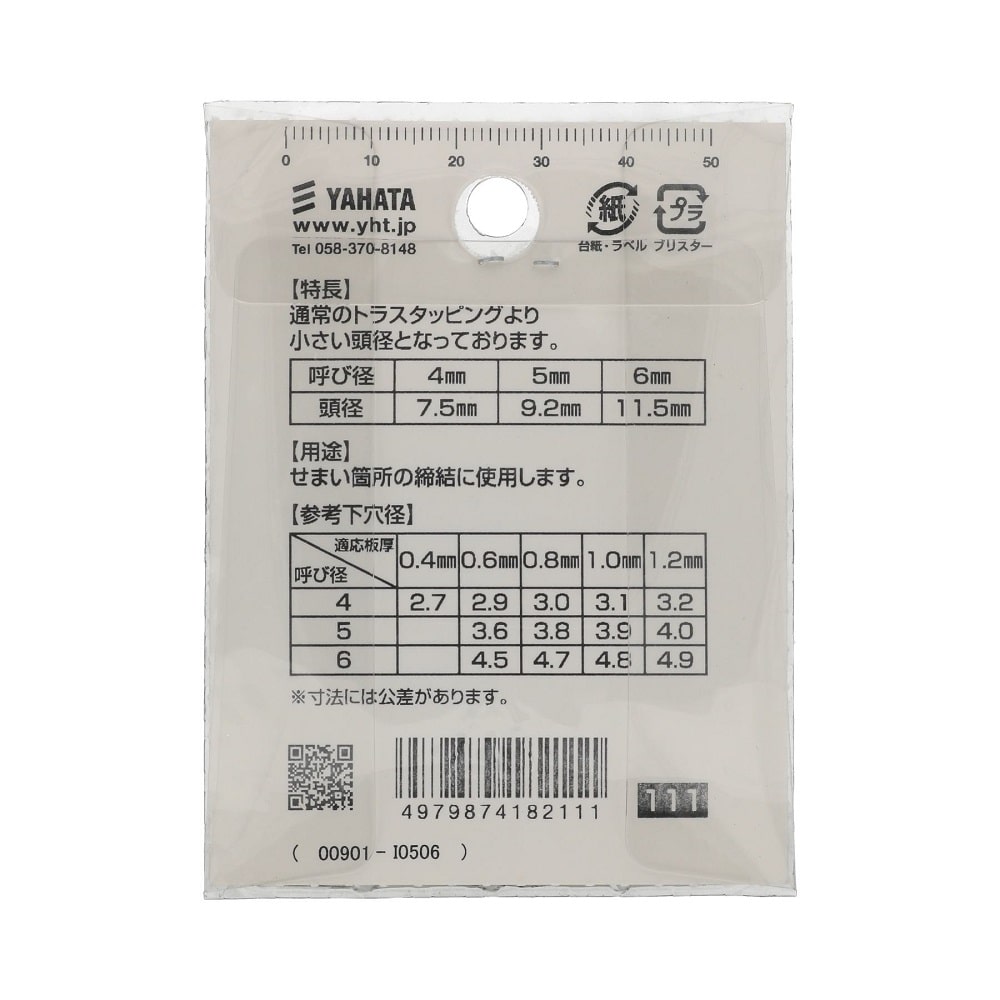 0 10 20 30 40 50
YAHATA
www.yht.jp
Tel 058-370-8148
紙 プラ
台紙・ラベル ブリスター
【特長】
通常のトラスタッピングより
小さい頭径となっております。
呼び径 4㎜ 5㎜ 6㎜
頭径 7.5㎜ 9.2㎜ 11.5㎜
【用途】
せまい箇所の締結に使用します。
【参考下穴径】
適応板厚 0.4㎜ 0.6㎜ 0.8㎜ 1.0㎜ 1.2㎜
呼び径
4 2.7 2.9 3.0 3.1 3.2
5 3.6 3.8 3.9 4.0
6 4.5 4.7 4.8 4.9
※寸法には公差があります。
4979874182111
111
( 00901-I0506 )